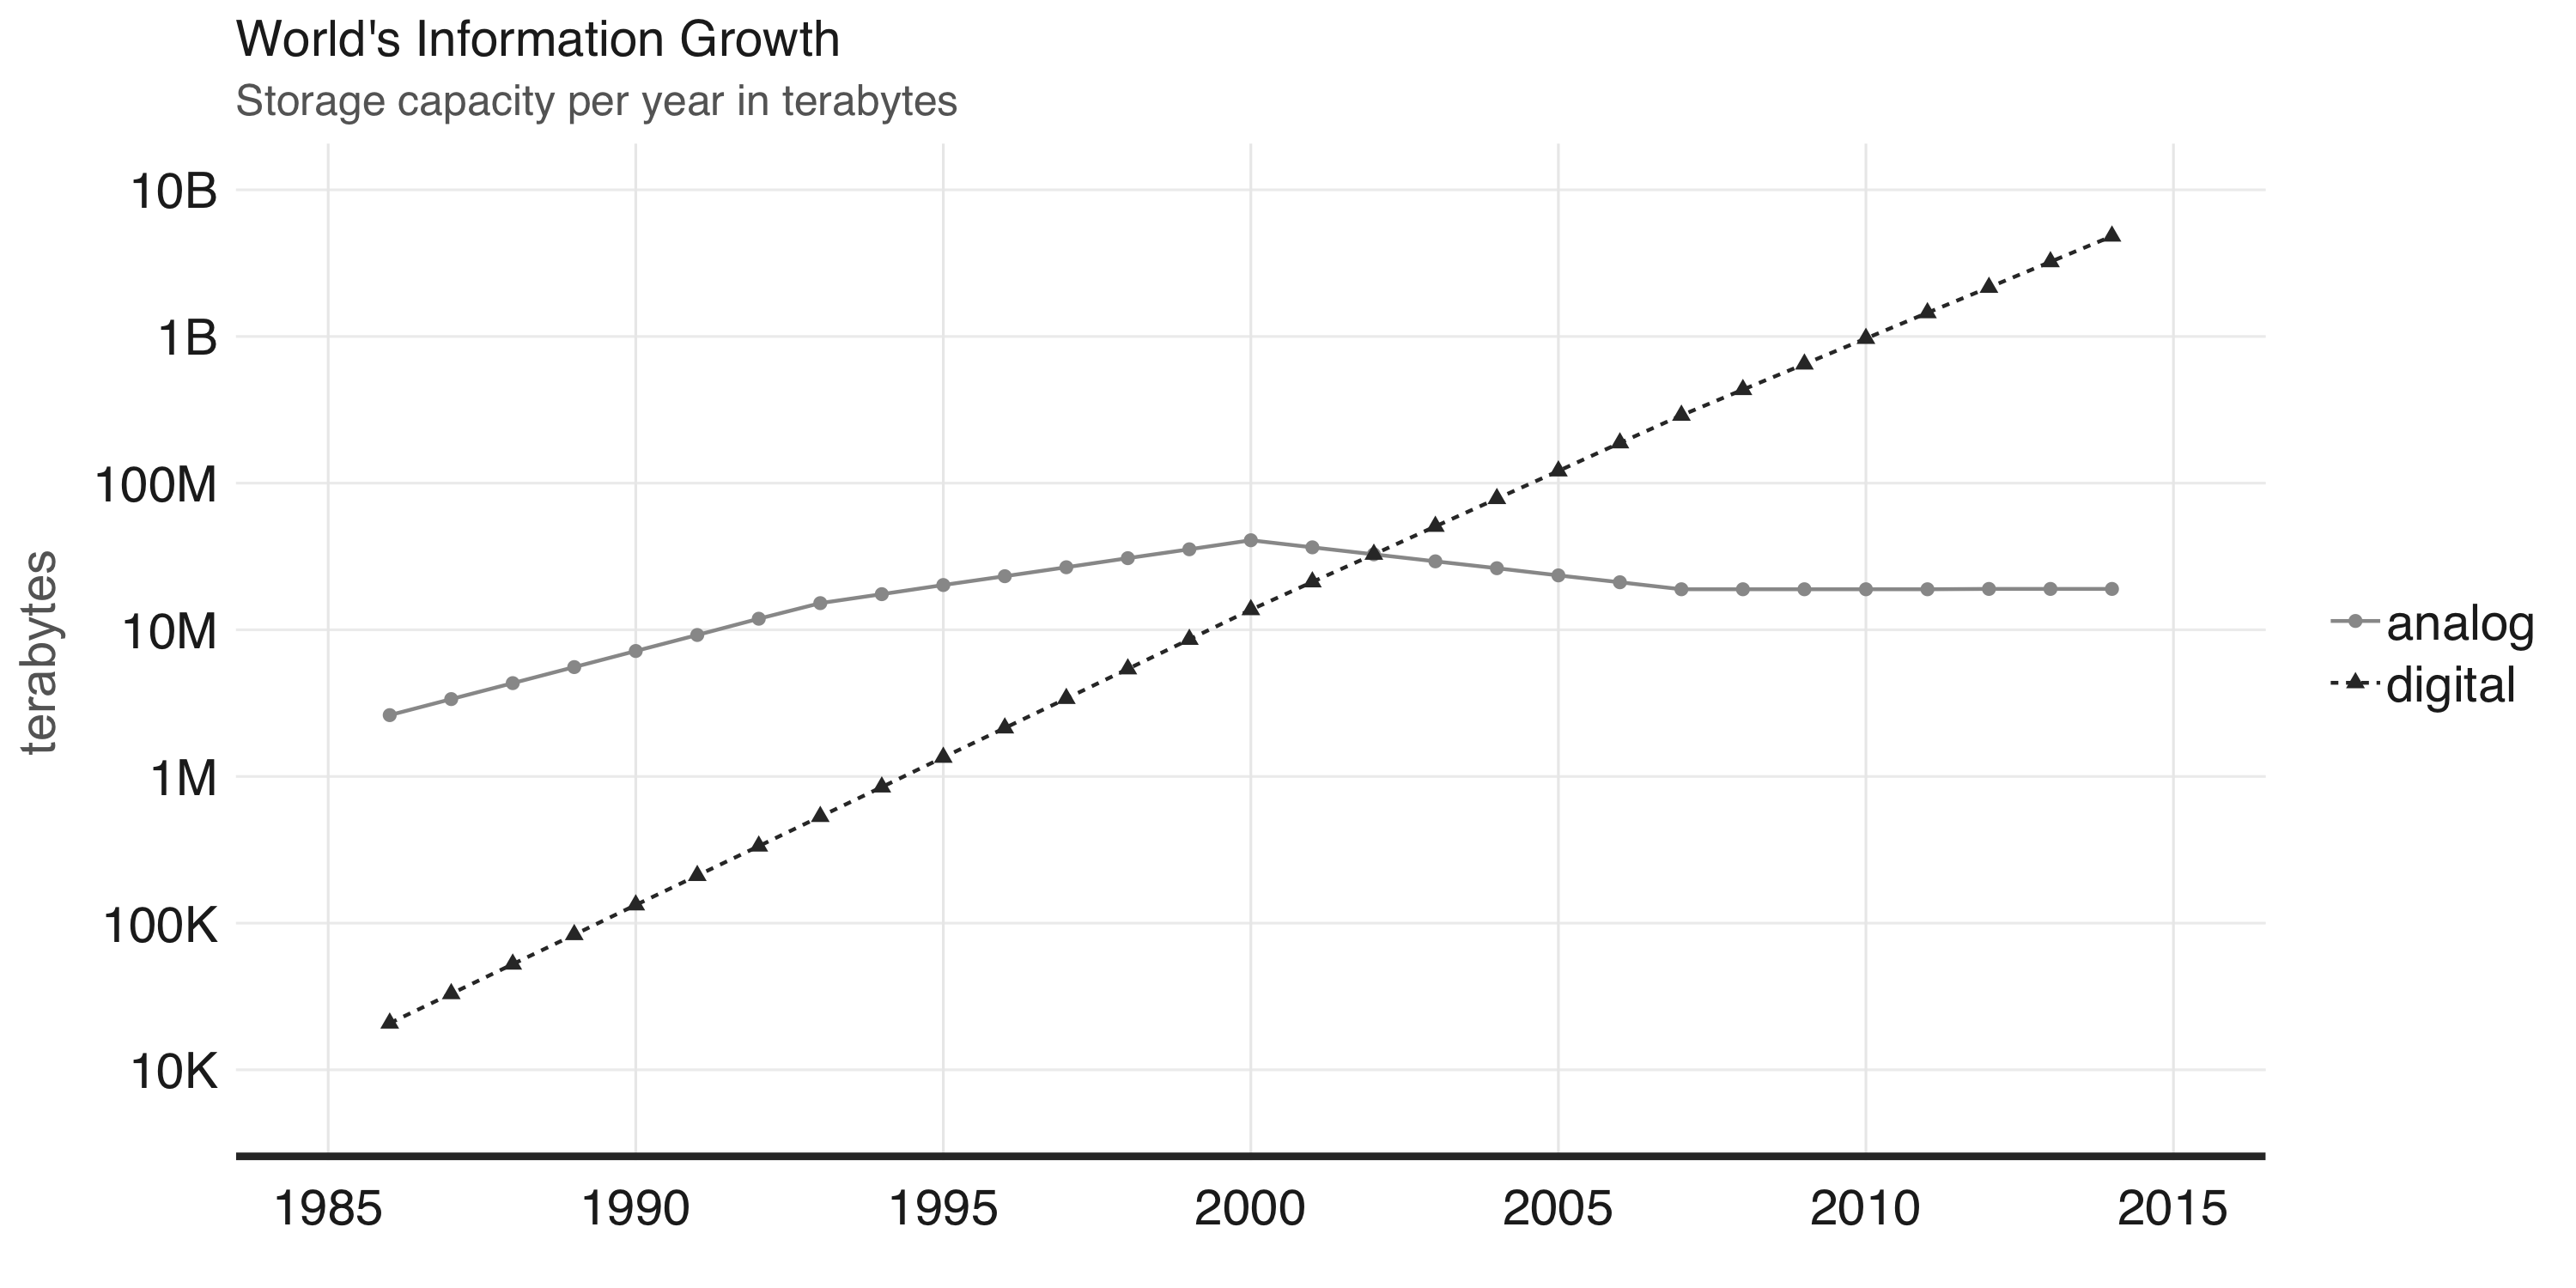 World's Information Growth
Storage capacity per year in terabytes
10B
1B
100M
10M
1M
100K
10K
terabytes
1985 1990 1995 2000 2005 2010 2015
analog
digital